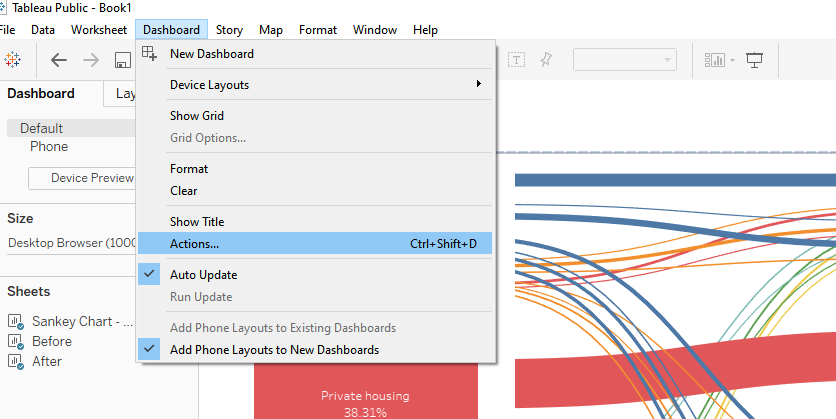 Tableau Public - Book1
File Data Worksheet Dashboard Story Map Format Window Help
New Dashboard
Device Layouts
Show Grid
Grid Options...
Format
Clear
Show Title
Actions... Ctrl+Shift+D
Auto Update
Run Update
Add Phone Layouts to Existing Dashboards
Add Phone Layouts to New Dashboards
Dashboard Lay
Default
Phone
Device Preview
Size
Desktop Browser (1000
Sheets
Sankey Chart - ...
Before
After
Private housing
38.31%